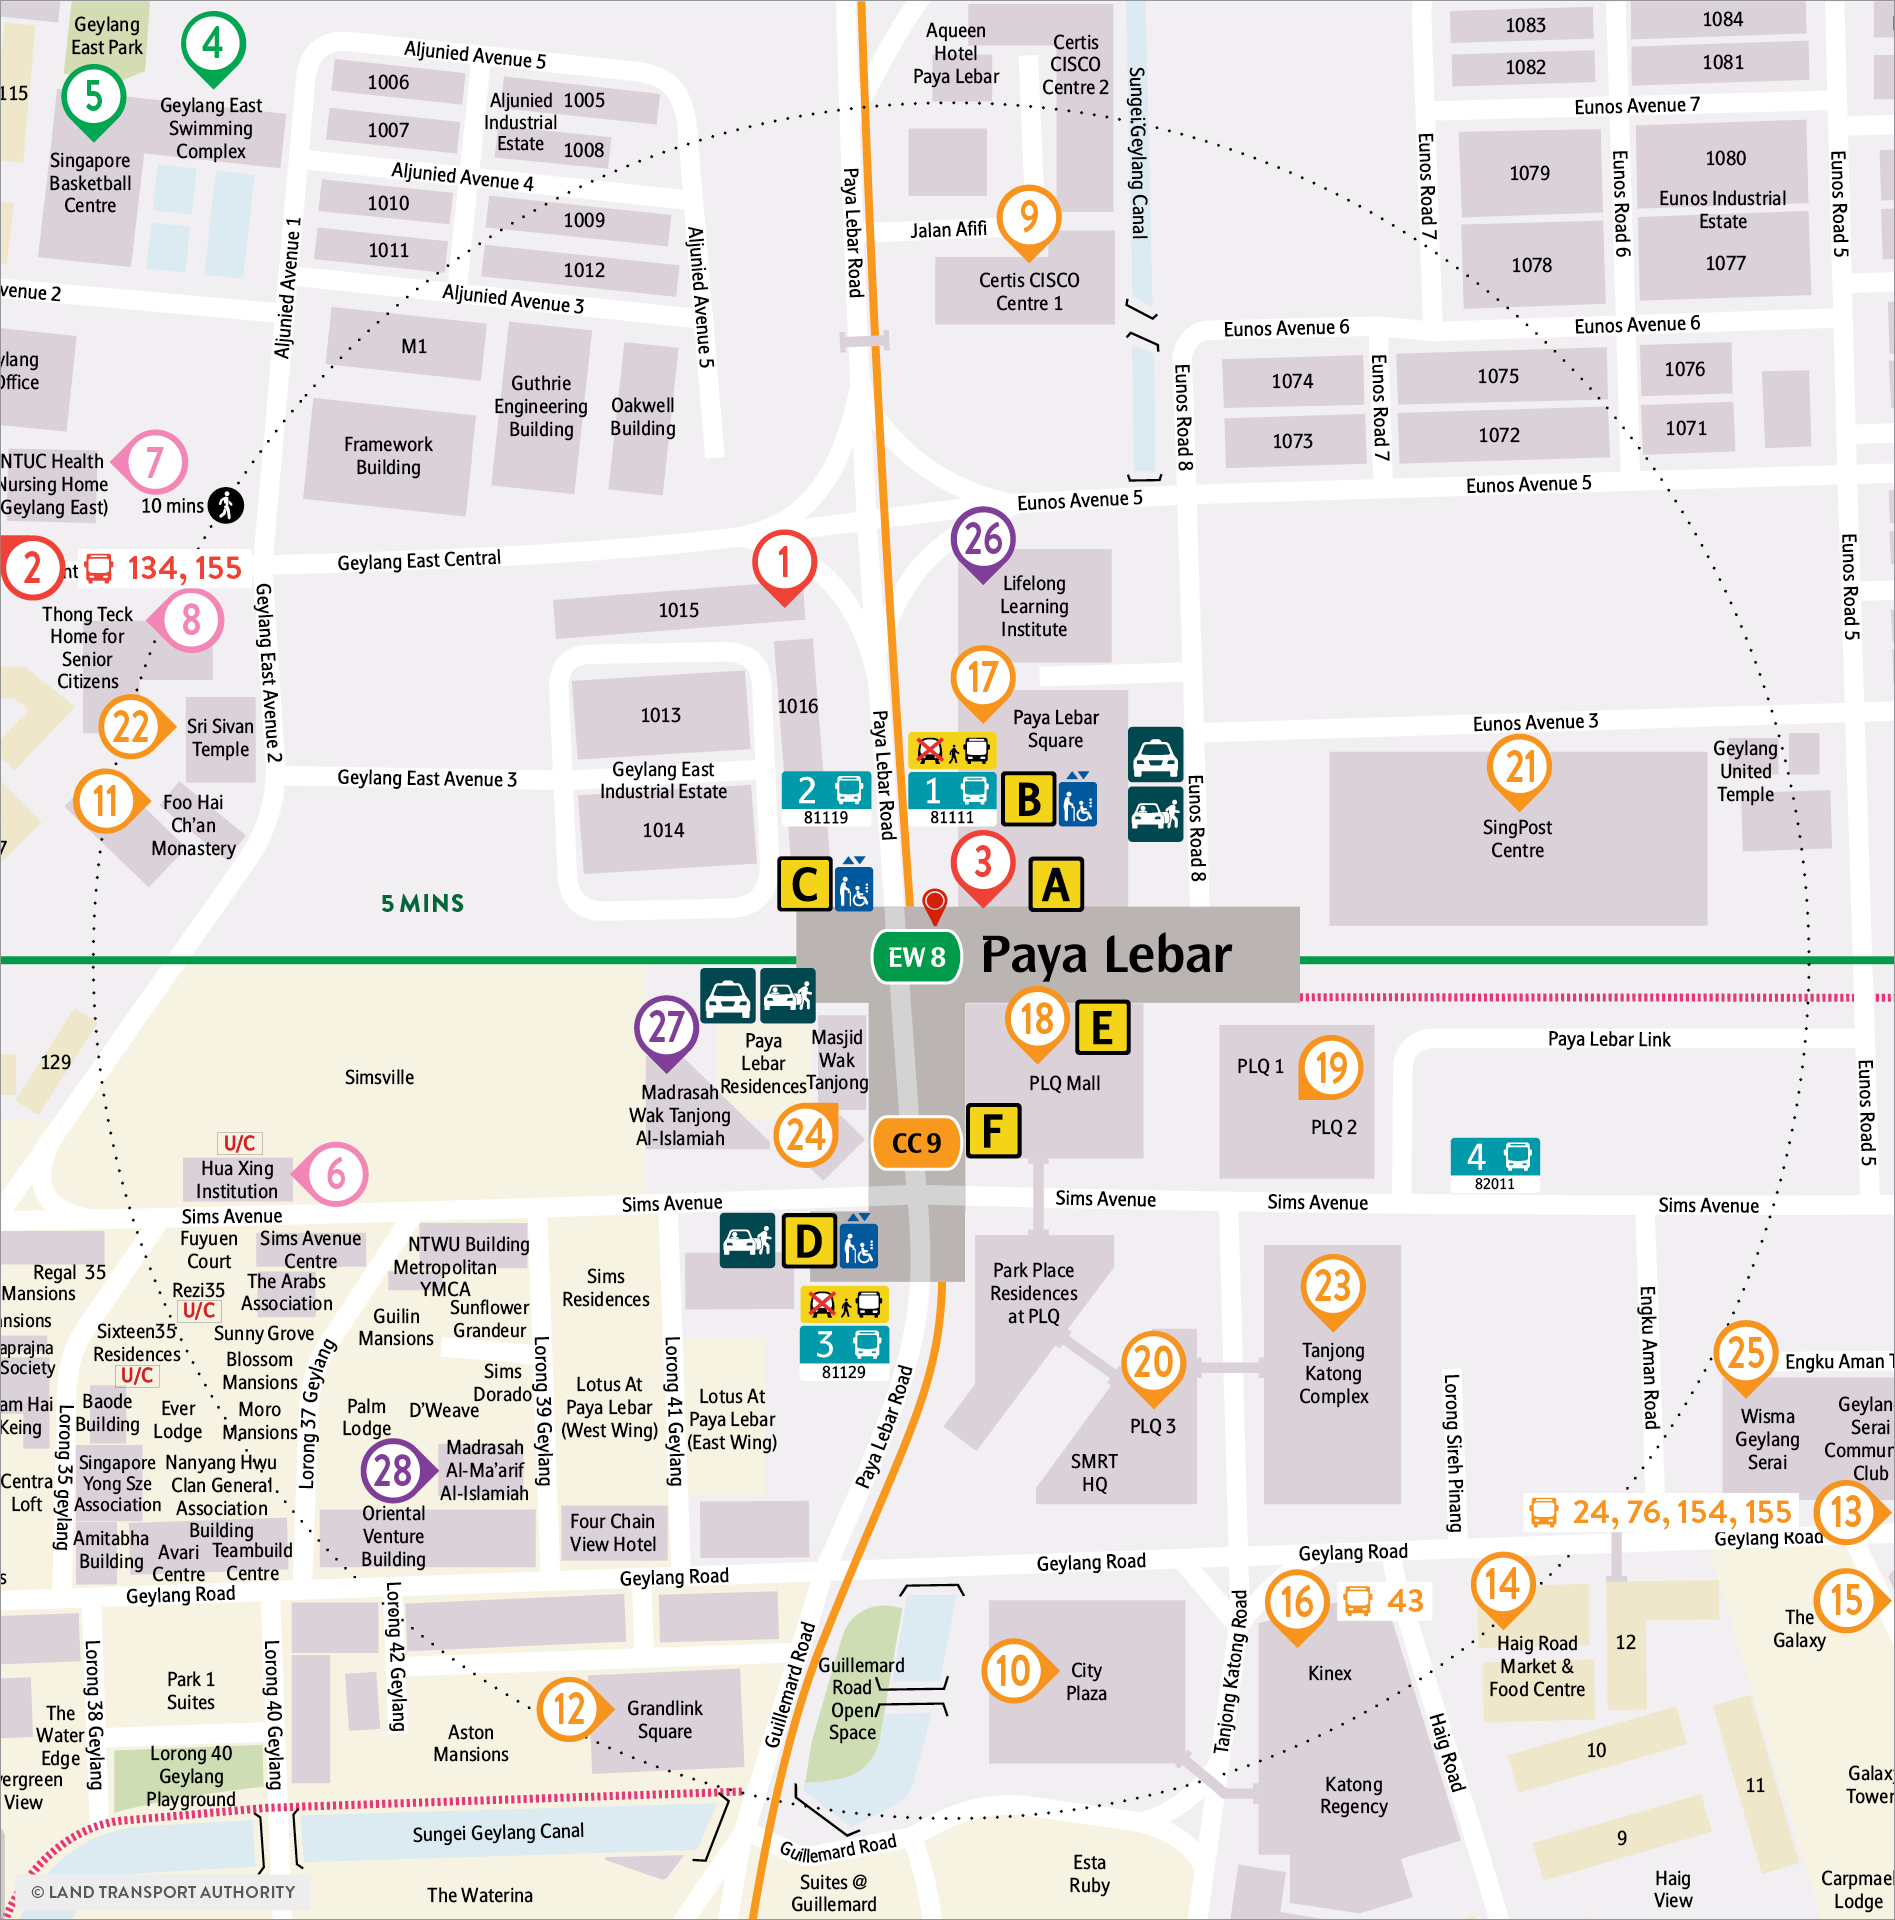 Geylang
East Park
4
5
Geylang East
Swimming
Complex
Singapore
Basketball
Centre
115
Aljunied Avenue 5
1006
1007
Aljunied
Industrial
Estate
1005
1008
Aljunied Avenue 4
1010
1011
1009
1012
Aljunied Avenue 3
Aljunied Avenue 1
Aljunied Avenue 5
venue 2
M1
Guthrie
Engineering
Building
Oakwell
Building
Framework
Building
Aqueen
Hotel
Paya Lebar
Certis
CISCO
Centre 2
Sungei Geylang Canal
Paya Lebar Road
Jalan Afifi
9
Certis CISCO
Centre 1
1083
1084
1082
1081
Eunos Avenue 7
Eunos Road 7
Eunos Road 6
Eunos Road 5
1079
1080
Eunos Industrial
Estate
1078
1077
Eunos Avenue 6
Eunos Avenue 6
1074
1075
1076
1073
1072
1071
Eunos Road 8
Eunos Road 7
Eunos Avenue 5
Eunos Avenue 5
Eunos Road 5
ylang
Office
NTUC Health
Nursing Home
Geylang East)
7
10 mins
2
nt
134, 155
Thong Teck
Home for
Senior
Citizens
8
22
Sri Sivan
Temple
11
Foo Hai
Ch'an
Monastery
7
Geylang East Central
Geylang East Avenue 2
Geylang East Avenue 3
1
1015
1013
1016
Geylang East
Industrial Estate
1014
5 MINS
26
Lifelong
Learning
Institute
17
Paya Lebar
Square
Paya Lebar Road
2
81119
1
81111
B
C
3
A
Eunos Road 8
Eunos Avenue 3
21
SingPost
Centre
Geylang
United
Temple
EW 8
Paya Lebar
129
Simsville
27
Madrasah
Wak Tanjong
Al-Islamiah
Paya
Lebar
Residences
Masjid
Wak
Tanjong
24
CC 9
18
E
PLQ Mall
F
PLQ 1
19
PLQ 2
Paya Lebar Link
4
82011
Eunos Road 5
U/C
Hua Xing
Institution
6
Sims Avenue
Sims Avenue
Sims Avenue
Sims Avenue
Sims Avenue
Fuyuen
Court
Sims Avenue
Centre
Regal 35
Mansions
Rezi35
U/C
The Arabs
Association
Sixteen35
Residences
U/C
Sunny Grove
Blossom
Mansions
nsions
aprajna
Society
am Hai
Keing
Baode
Building
Ever
Lodge
Moro
Mansions
Centra
Loft
Singapore
Yong Sze
Association
Nanyang Hwu
Clan General
Association
Building
Amitabha
Building
Avari
Centre
Teambuild
Centre
s
Lorong 35 geylang
Lorong 37 Geylang
NTWU Building
Metropolitan
YMCA
Guilin
Mansions
Sunflower
Grandeur
Sims
Dorado
Palm
Lodge
D'Weave
28
Madrasah
Al-Ma'arif
Al-Islamiah
Oriental
Venture
Building
Lorong 39 Geylang
Sims
Residences
Lotus At
Paya Lebar
(West Wing)
Lorong 41 Geylang
Lotus At
Paya Lebar
(East Wing)
Four Chain
View Hotel
D
3
81129
Paya Lebar Road
Park Place
Residences
at PLQ
20
PLQ 3
SMRT
HQ
23
Tanjong
Katong
Complex
Lorong Sireh Pinang
Engku Aman Road
25
Engku Aman T
Wisma
Geylang
Serai
Geylan
Serai
Commun
Club
24, 76, 154, 155
13
Geylang Road
Geylang Road
Geylang Road
Geylang Road
Geylang Road
Lorong 38 Geylang
Park 1
Suites
Lorong 40 Geylang
Lorong 42 Geylang
The
Water
Edge
vergreen
View
Lorong 40
Geylang
Playground
Aston
Mansions
12
Grandlink
Square
Guillemard Road
Guillemard
Road
Open
Space
10
City
Plaza
Tanjong Katong Road
16
43
Kinex
Haig Road
14
Haig Road
Market &
Food Centre
12
15
The
Galaxy
10
11
9
Galax
Tower
Katong
Regency
Sungei Geylang Canal
Guillemard Road
© LAND TRANSPORT AUTHORITY
The Waterina
Suites @
Guillemard
Esta
Ruby
Haig
View
Carpmael
Lodge